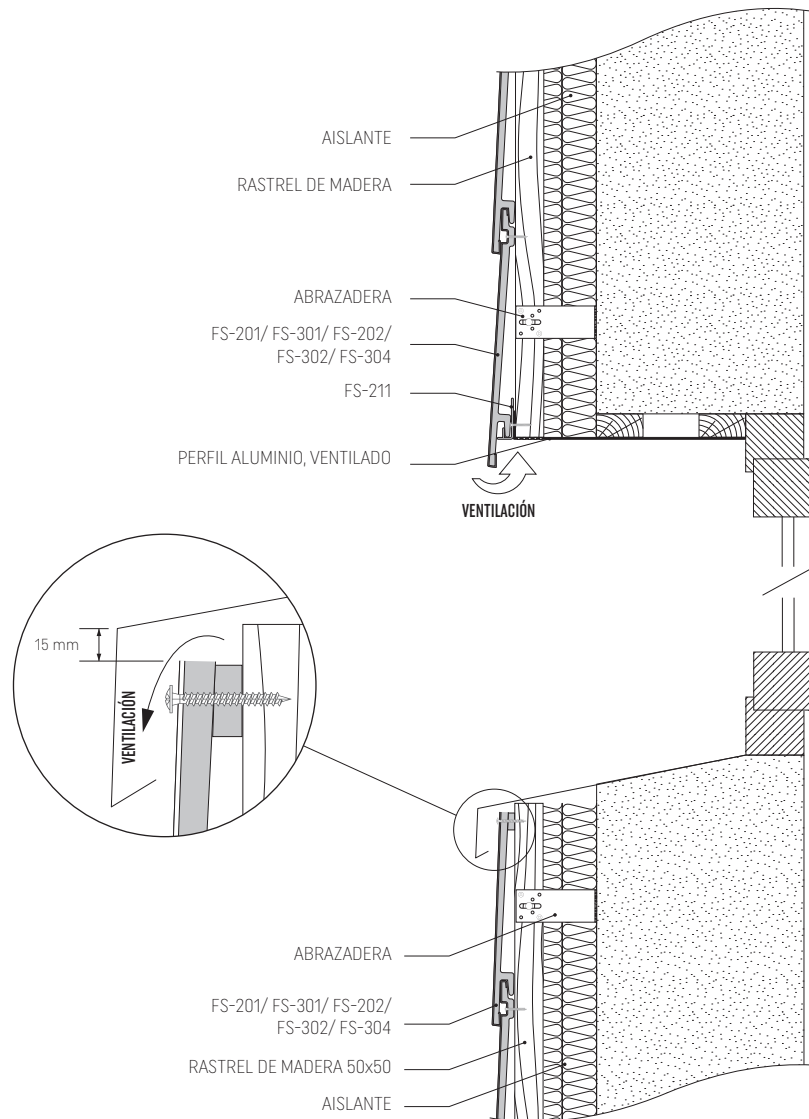 AISLANTE
RASTREL DE MADERA
ABRAZADERA
FS-201/ FS-301/ FS-202/
FS-302/ FS-304
FS-211
PERFIL ALUMINIO, VENTILADO
VENTILACIÓN
15 mm
VENTILACIÓN
ABRAZADERA
FS-201/ FS-301/ FS-202/
FS-302/ FS-304
RASTREL DE MADERA 50x50
AISLANTE